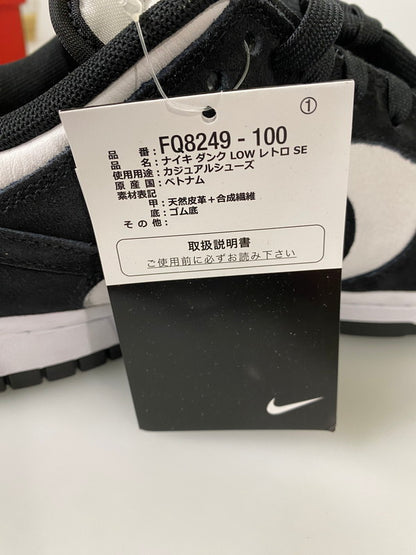 ①
品番:FQ8249-100
品名:ナイキ ダンク LOW レトロ SE
使用用途:カジュアルシューズ
原産国:ベトナム
素材表記
甲:天然皮革+合成繊維
底:ゴム底
その他:
取扱説明書
ご使用前に必ずお読み下さい